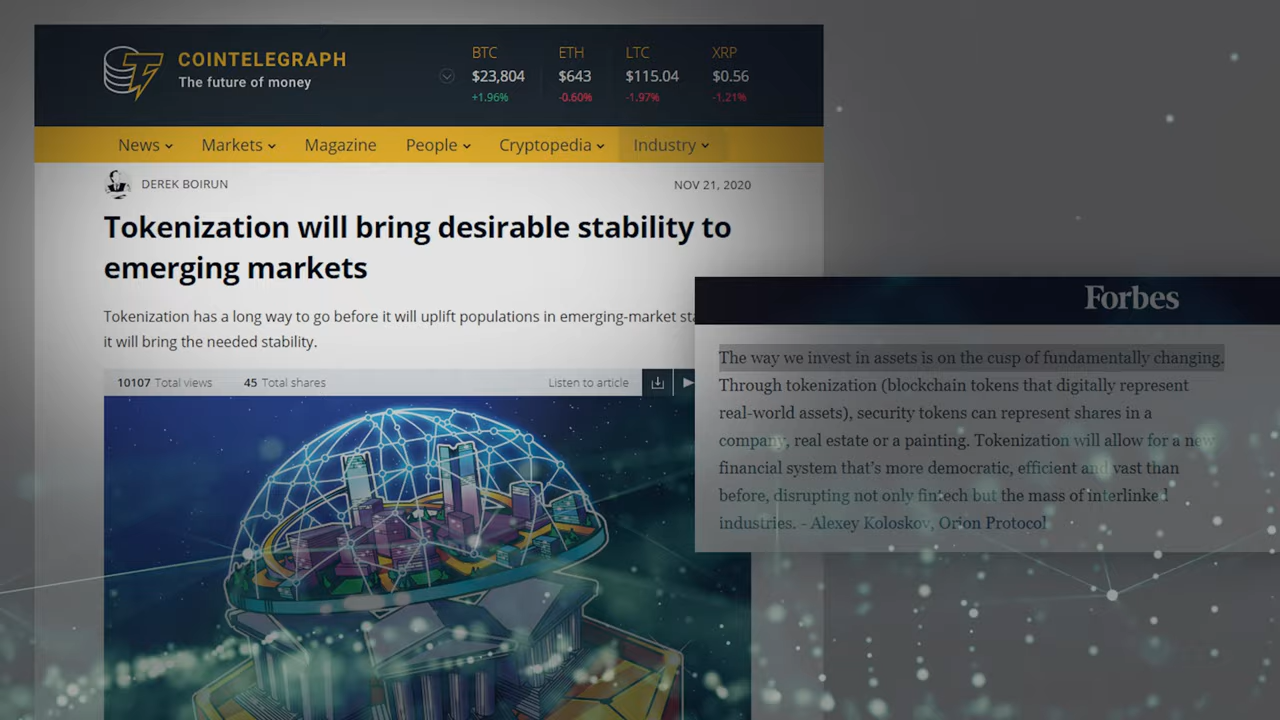 COINTELEGRAPH
The future of money
BTC ETH LTC XRP
$23,804 $643 $115.04 $0.56
+1.96% -0.60% -1.97% -1.21%
News Markets Magazine People Cryptopedia Industry
DEREK BOIRUN NOV 21, 2020
Tokenization will bring desirable stability to
emerging markets
Tokenization has a long way to go before it will uplift populations in emerging-market
it will bring the needed stability.
10107 Total views 45 Total shares Listen to article
Forbes
The way we invest in assets is on the cusp of fundamentally changing.
Through tokenization (blockchain tokens that digitally represent
real-world assets), security tokens can represent shares in a
company, real estate or a painting. Tokenization will allow for a new
financial system that's more democratic, efficient and vast than
before, disrupting not only fintech but the mass of interlinked
industries. - Alexey Koloskov, Orion Protocol